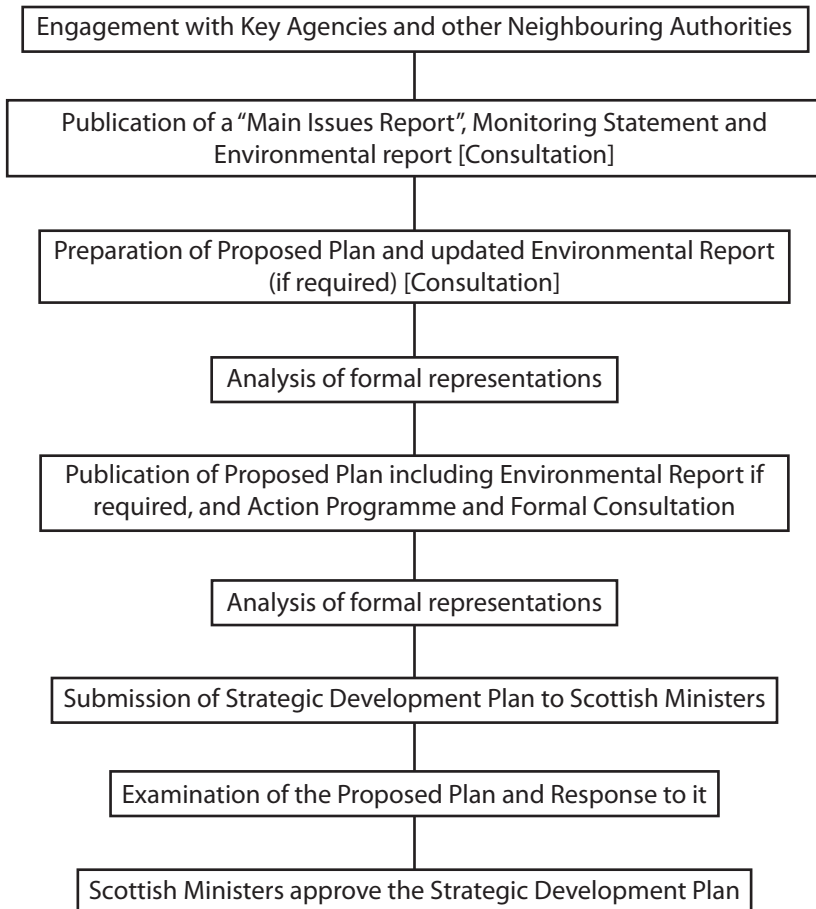 Engagement with Key Agencies and other Neighbouring Authorities
Publication of a “Main Issues Report”, Monitoring Statement and
Environmental report [Consultation]
Preparation of Proposed Plan and updated Environmental Report
(if required) [Consultation]
Analysis of formal representations
Publication of Proposed Plan including Environmental Report if
required, and Action Programme and Formal Consultation
Analysis of formal representations
Submission of Strategic Development Plan to Scottish Ministers
Examination of the Proposed Plan and Response to it
Scottish Ministers approve the Strategic Development Plan